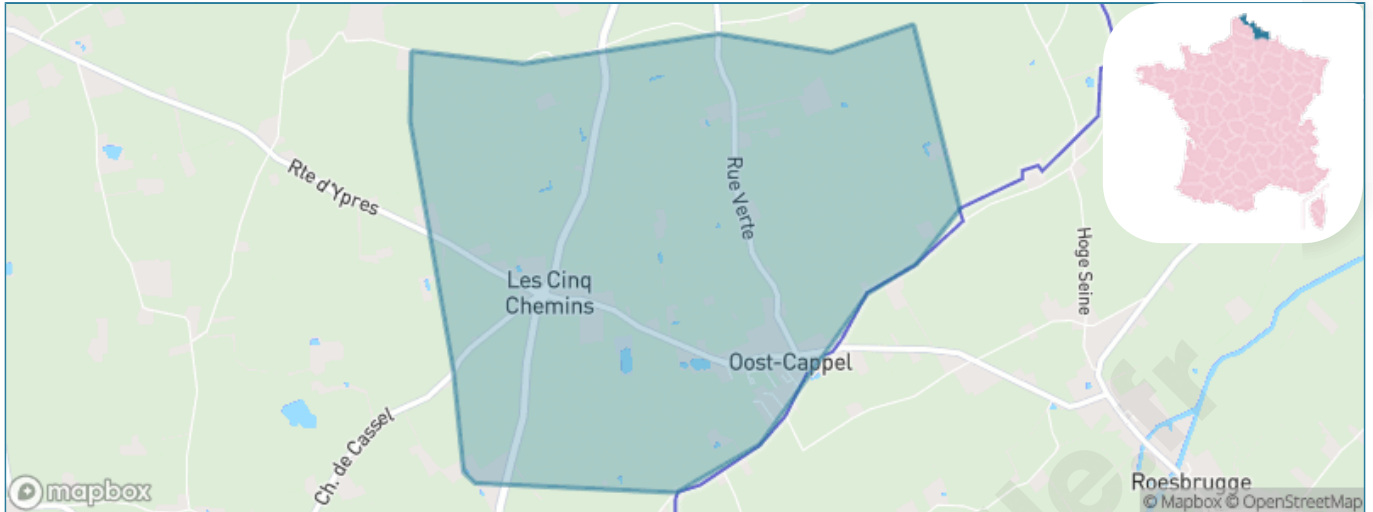 Rte d'Ypres
Rue Verte
Hoge Seine
Les Cinq
Chemins
Oost-Cappel
Ch. de Cassel
Roesbrugge
mapbox
© Mapbox © OpenStreetMap